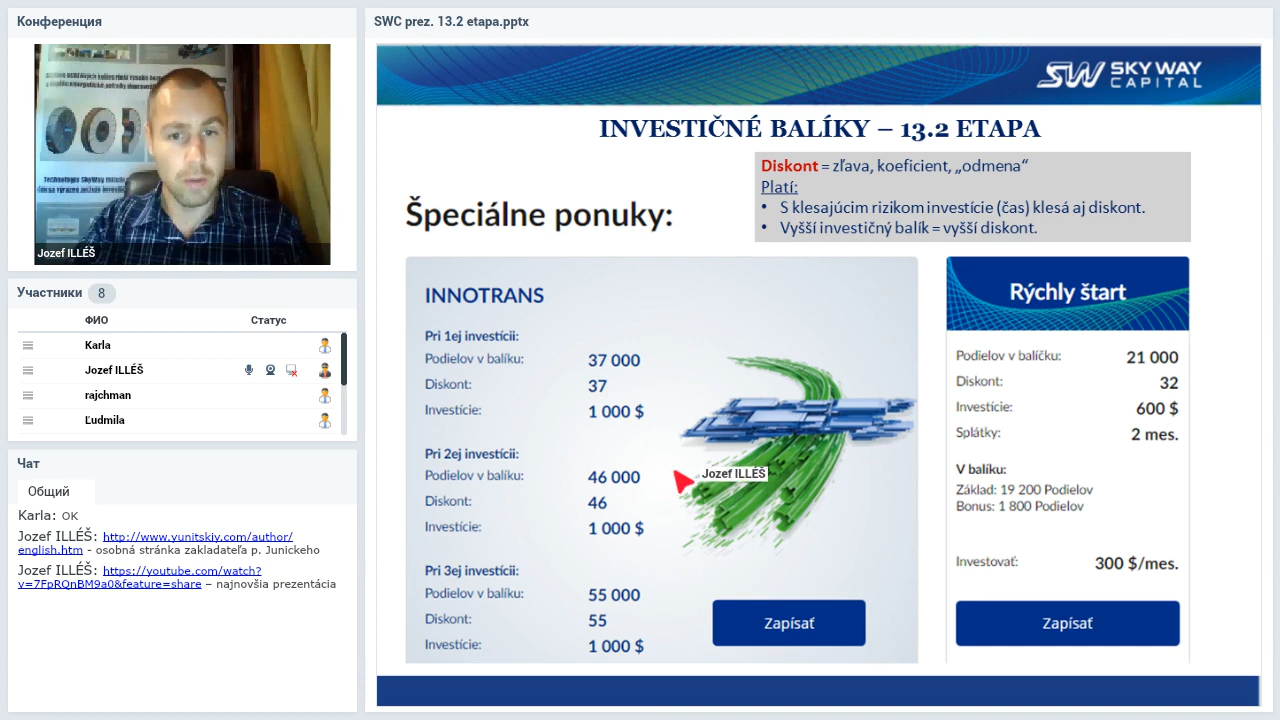 Конференция
Technológia SkyWay
Jozef ILLÉŠ
Участники 8
ФИО Статус
Karla
Jozef ILLÉŠ
rajchman
Ľudmila
Чат
Общий
Karla: OK
Jozef ILLÉŠ: http://www.yunitskiy.com/author/
english.htm - osobná stránka zakladateľa p. Junického
Jozef ILLÉŠ: https://youtube.com/watch?
v=7FpRQnBM9a0&feature=share – najnovšia prezentácia
SWC prez. 13.2 etapa.pptx
SW SKY WAY
CAPITAL
INVESTIČNÉ BALÍKY – 13.2 ETAPA
Diskont = zľava, koeficient, „odmena“
Platí:
• S klesajúcim rizikom investície (čas) klesá aj diskont.
• Vyšší investičný balík = vyšší diskont.
Špeciálne ponuky:
INNOTRANS
Pri 1ej investícii:
Podielov v balíku: 37 000
Diskont: 37
Investície: 1 000 $
Pri 2ej investícii:
Podielov v balíku: 46 000
Diskont: 46
Investície: 1 000 $
Pri 3ej investícii:
Podielov v balíku: 55 000
Diskont: 55
Investície: 1 000 $
Jozef ILLÉŠ
Zapísať
Rýchly štart
Podielov v balíčku: 21 000
Diskont: 32
Investície: 600 $
Splátky: 2 mes.
V balíku:
Základ: 19 200 Podielov
Bonus: 1 800 Podielov
Investovať: 300 $/mes.
Zapísať